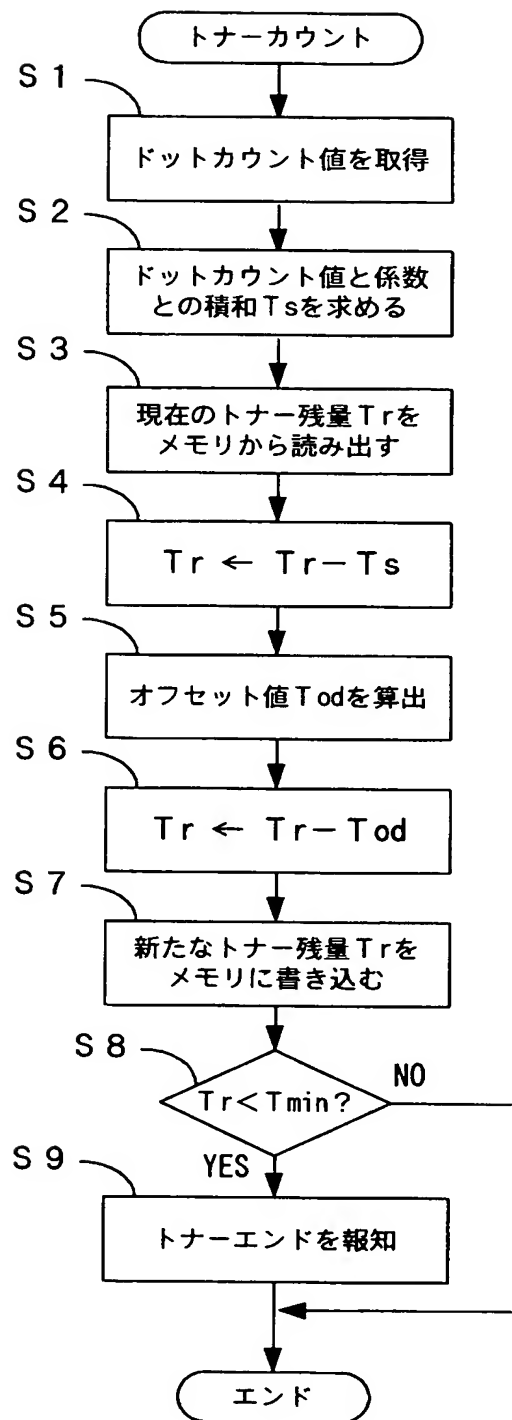 トナーカウント
S1
ドットカウント値を取得
S2
ドットカウント値と係数
との積和Tsを求める
S3
現在のトナー残量Trを
メモリから読み出す
S4
Tr ← Tr－Ts
S5
オフセット値Todを算出
S6
Tr ← Tr－Tod
S7
新たなトナー残量Trを
メモリに書き込む
S8
Tr＜Tmin?
NO
YES
S9
トナーエンドを報知
エンド